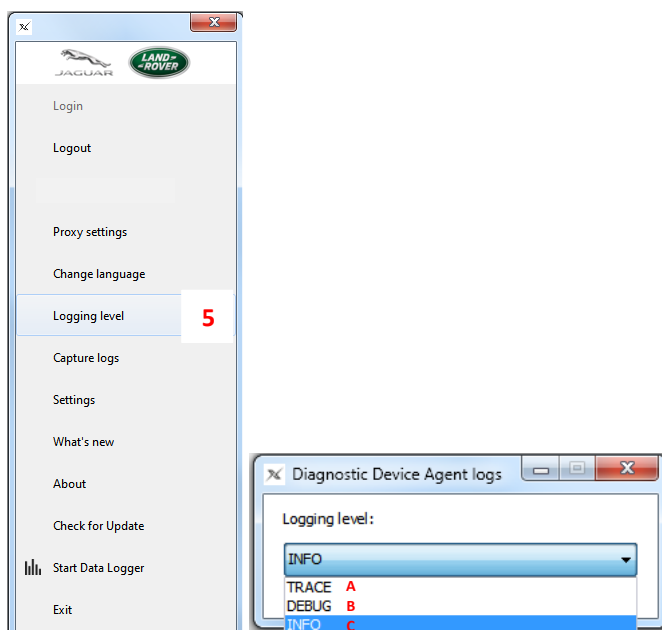 JAGUAR
LAND-
-ROVER
Login
Logout
Proxy settings
Change language
Logging level 5
Capture logs
Settings
What's new
About
Check for Update
Start Data Logger
Exit
Diagnostic Device Agent logs
Logging level:
INFO
TRACE A
DEBUG B
INFO C